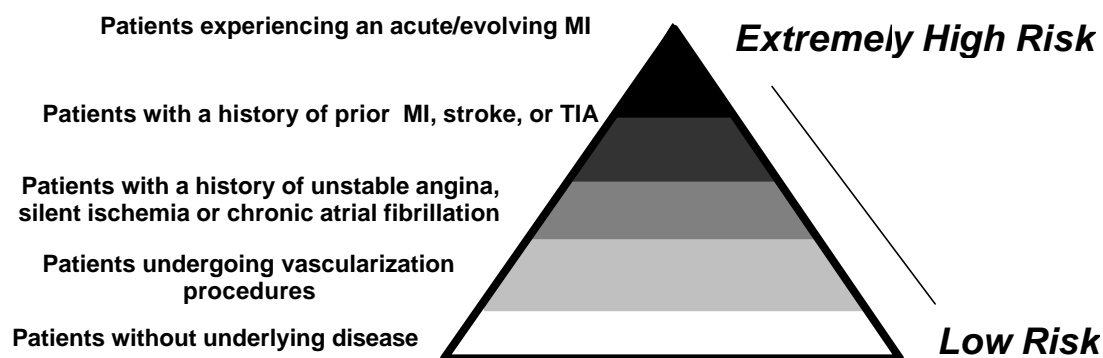 Patients experiencing an acute/evolving MI
Extremely High Risk
Patients with a history of prior MI, stroke, or TIA
Patients with a history of unstable angina,
silent ischemia or chronic atrial fibrillation
Patients undergoing vascularization
procedures
Patients without underlying disease
Low Risk